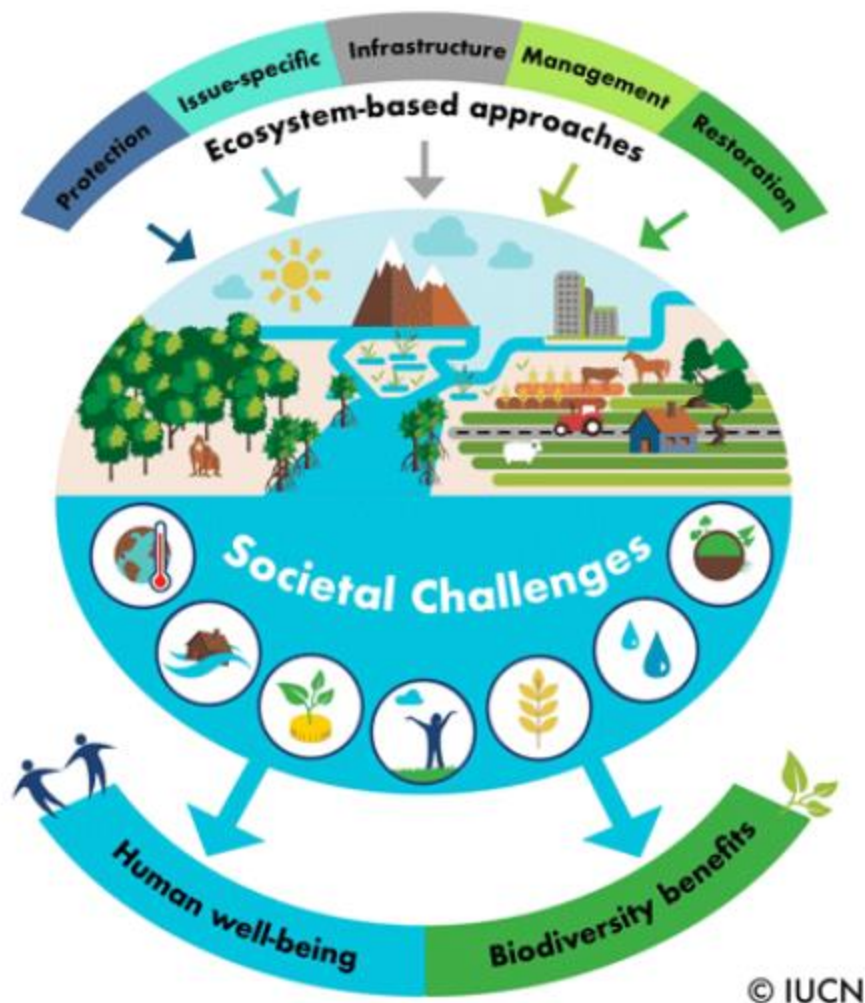 Protection
Issue-specific
Infrastructure
Management
Restoration
Ecosystem-based approaches
Societal Challenges
Human well-being
Biodiversity benefits
© IUCN